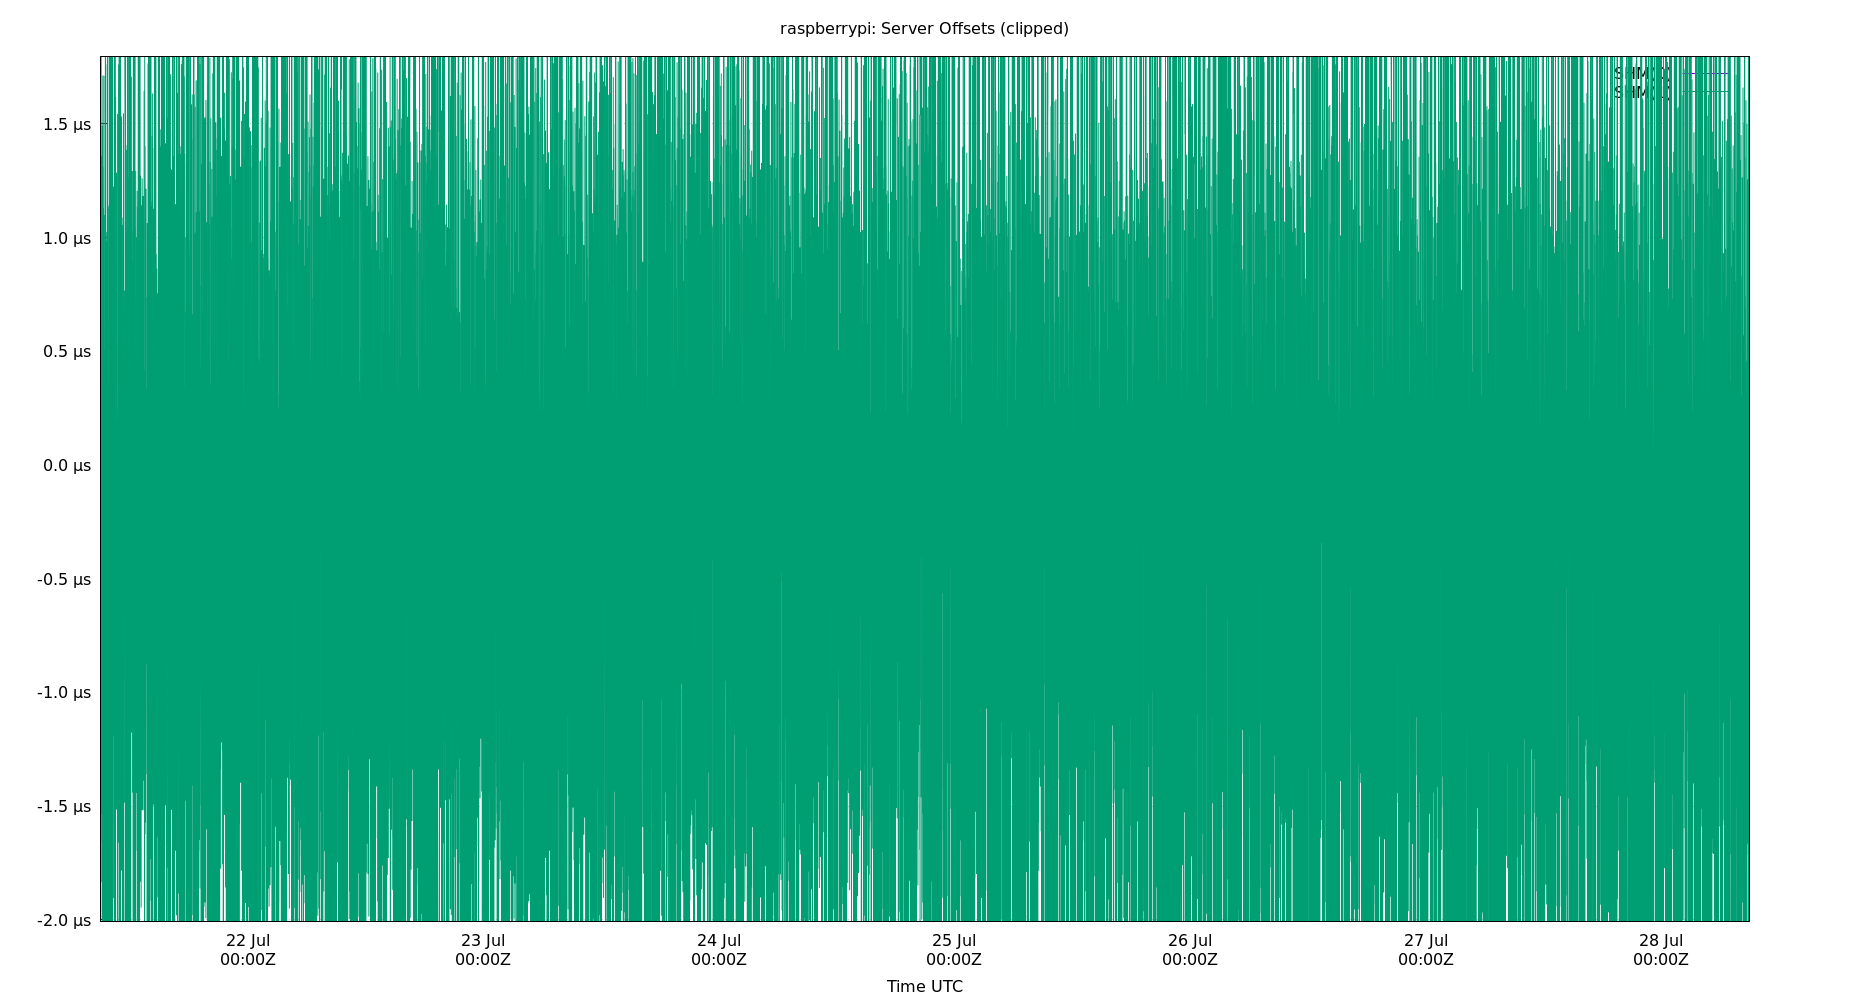 raspberrypi: Server Offsets (clipped)
1.5 µs
1.0 µs
0.5 µs
0.0 µs
-0.5 µs
-1.0 µs
-1.5 µs
-2.0 µs
22 Jul
00:00Z
23 Jul
00:00Z
24 Jul
00:00Z
25 Jul
00:00Z
26 Jul
00:00Z
27 Jul
00:00Z
28 Jul
00:00Z
Time UTC